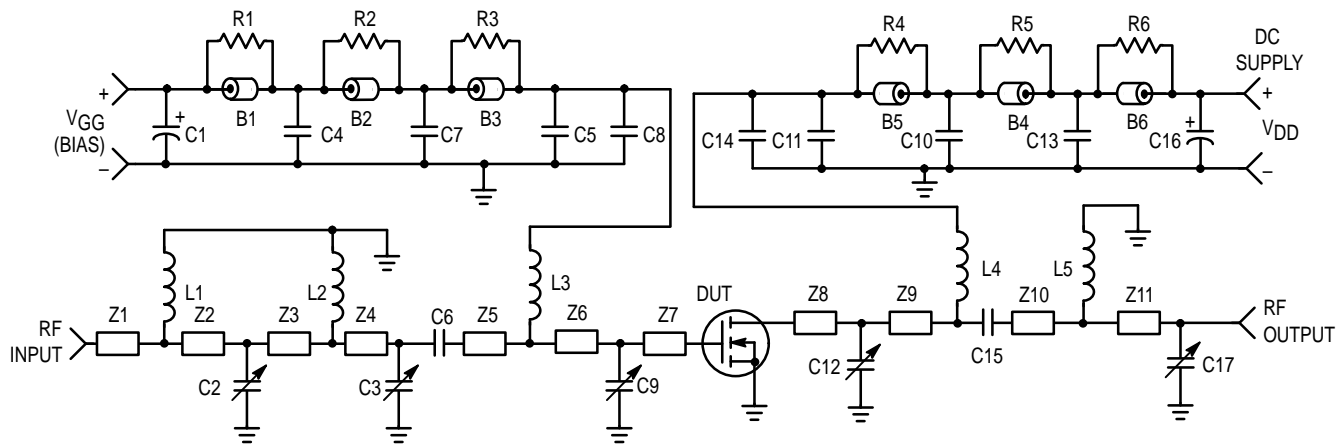 R1
R2
R3
R4
R5
R6
DC
SUPPLY
+
+
VGG
(BIAS)
–
+
C1
B1
C4
B2
C7
B3
C5
C8
C14
C11
B5
C10
B4
C13
B6
+
C16
VDD
–
L1
L2
L3
L4
L5
RF
INPUT
Z1
Z2
Z3
Z4
C6
Z5
Z6
Z7
DUT
Z8
Z9
C15
Z10
Z11
RF
OUTPUT
C2
C3
C9
C12
C17